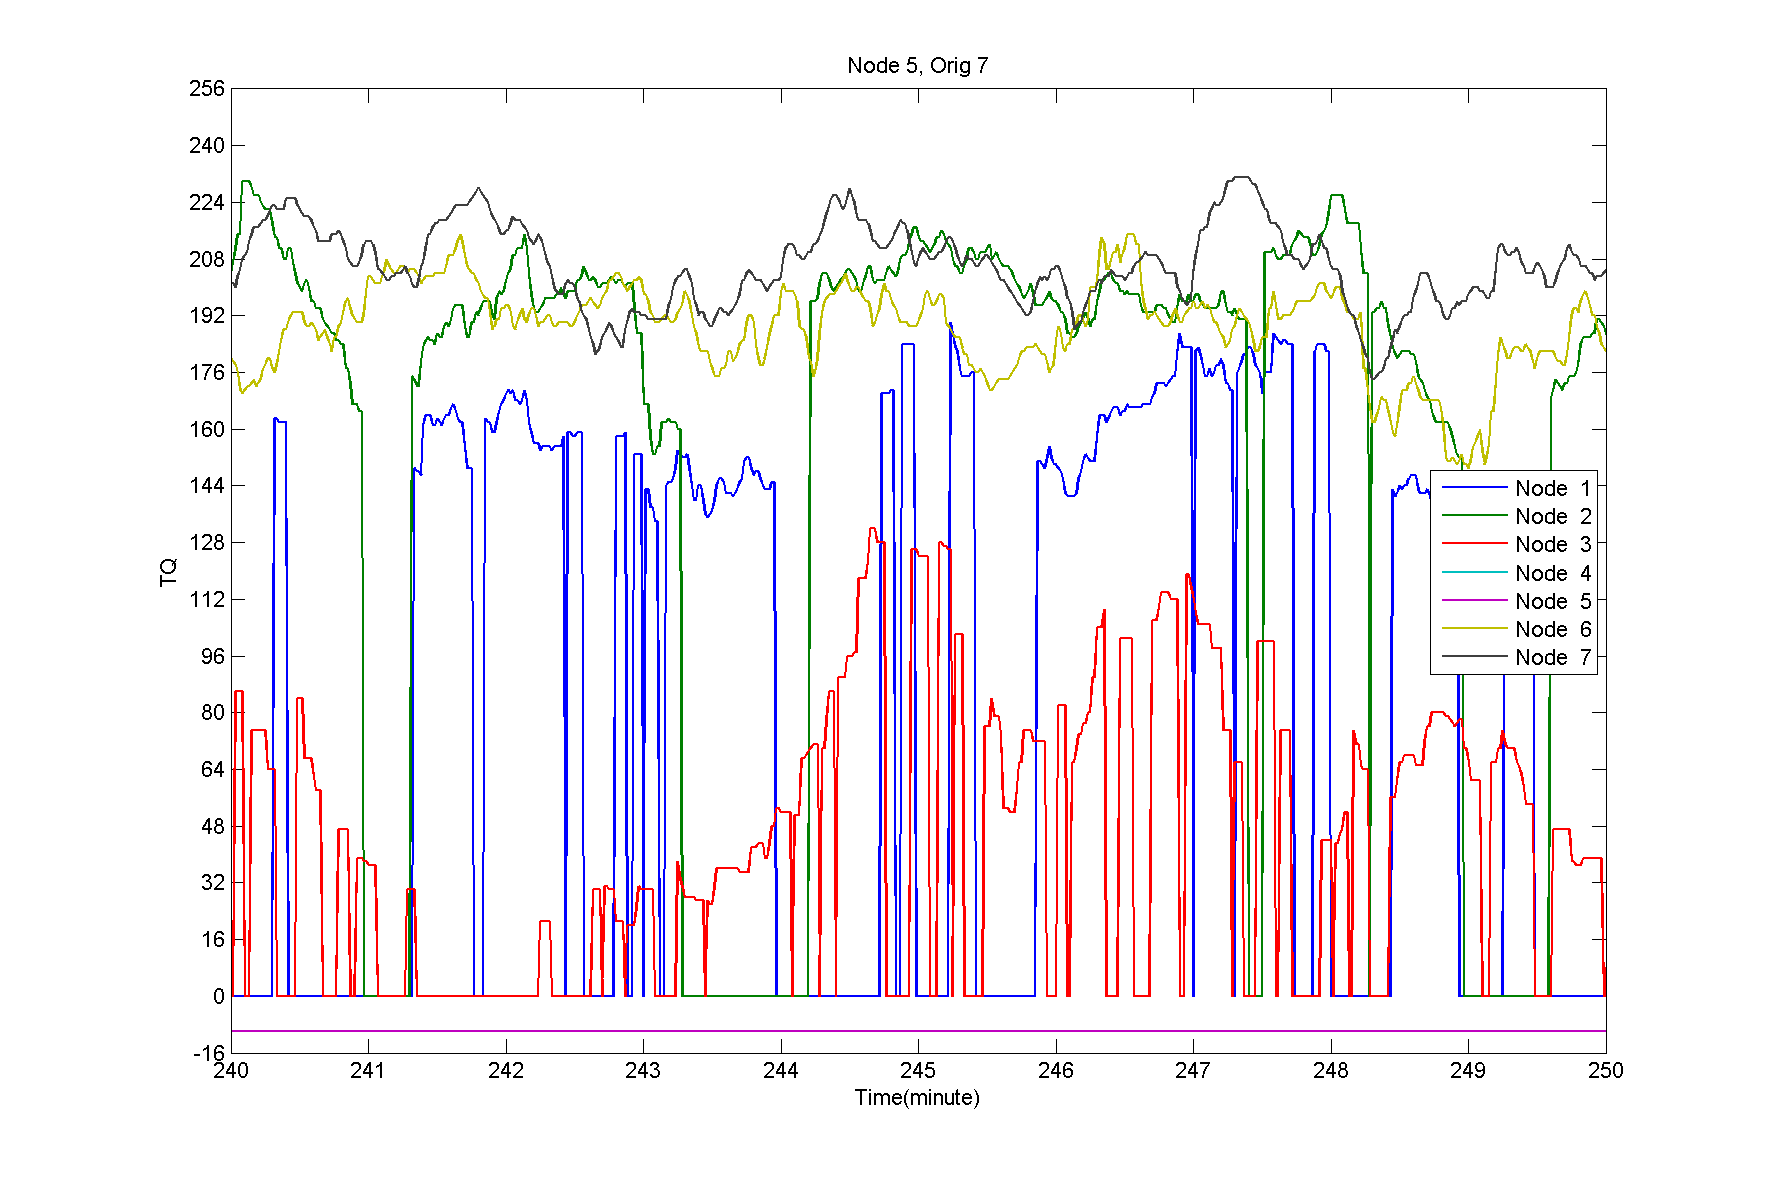 Node 5, Orig 7
256
240
224
208
192
176
160
144
128
112
96
80
64
48
32
16
0
-16
TQ
Node 1
Node 2
Node 3
Node 4
Node 5
Node 6
Node 7
240 241 242 243 244 245 246 247 248 249 250
Time(minute)